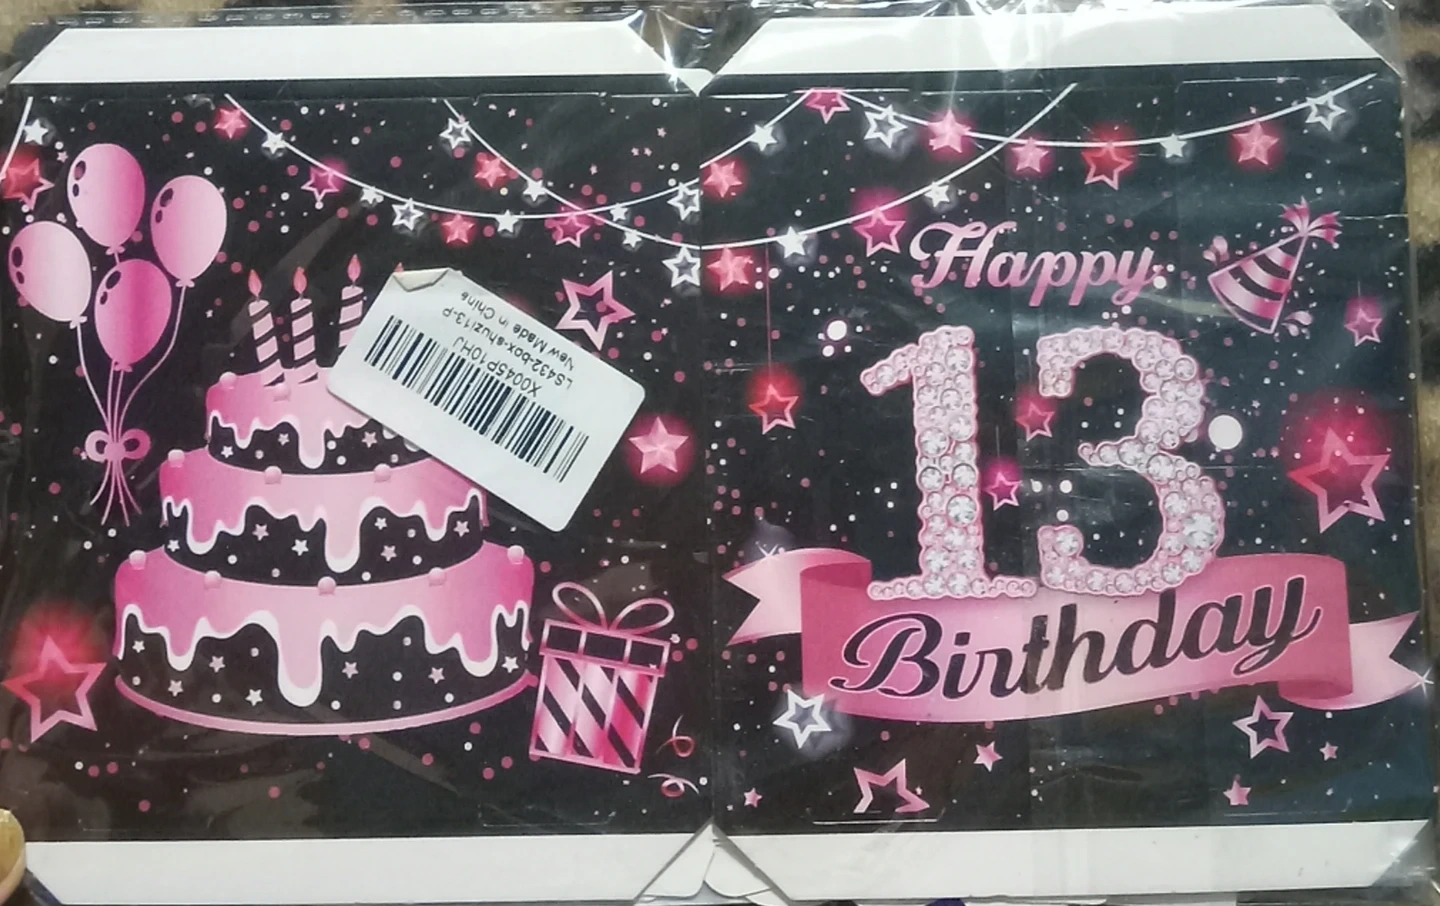 X0045P10HJ
LS432-box-shuzi13-P
New Made in China
Happy
13
Birthday